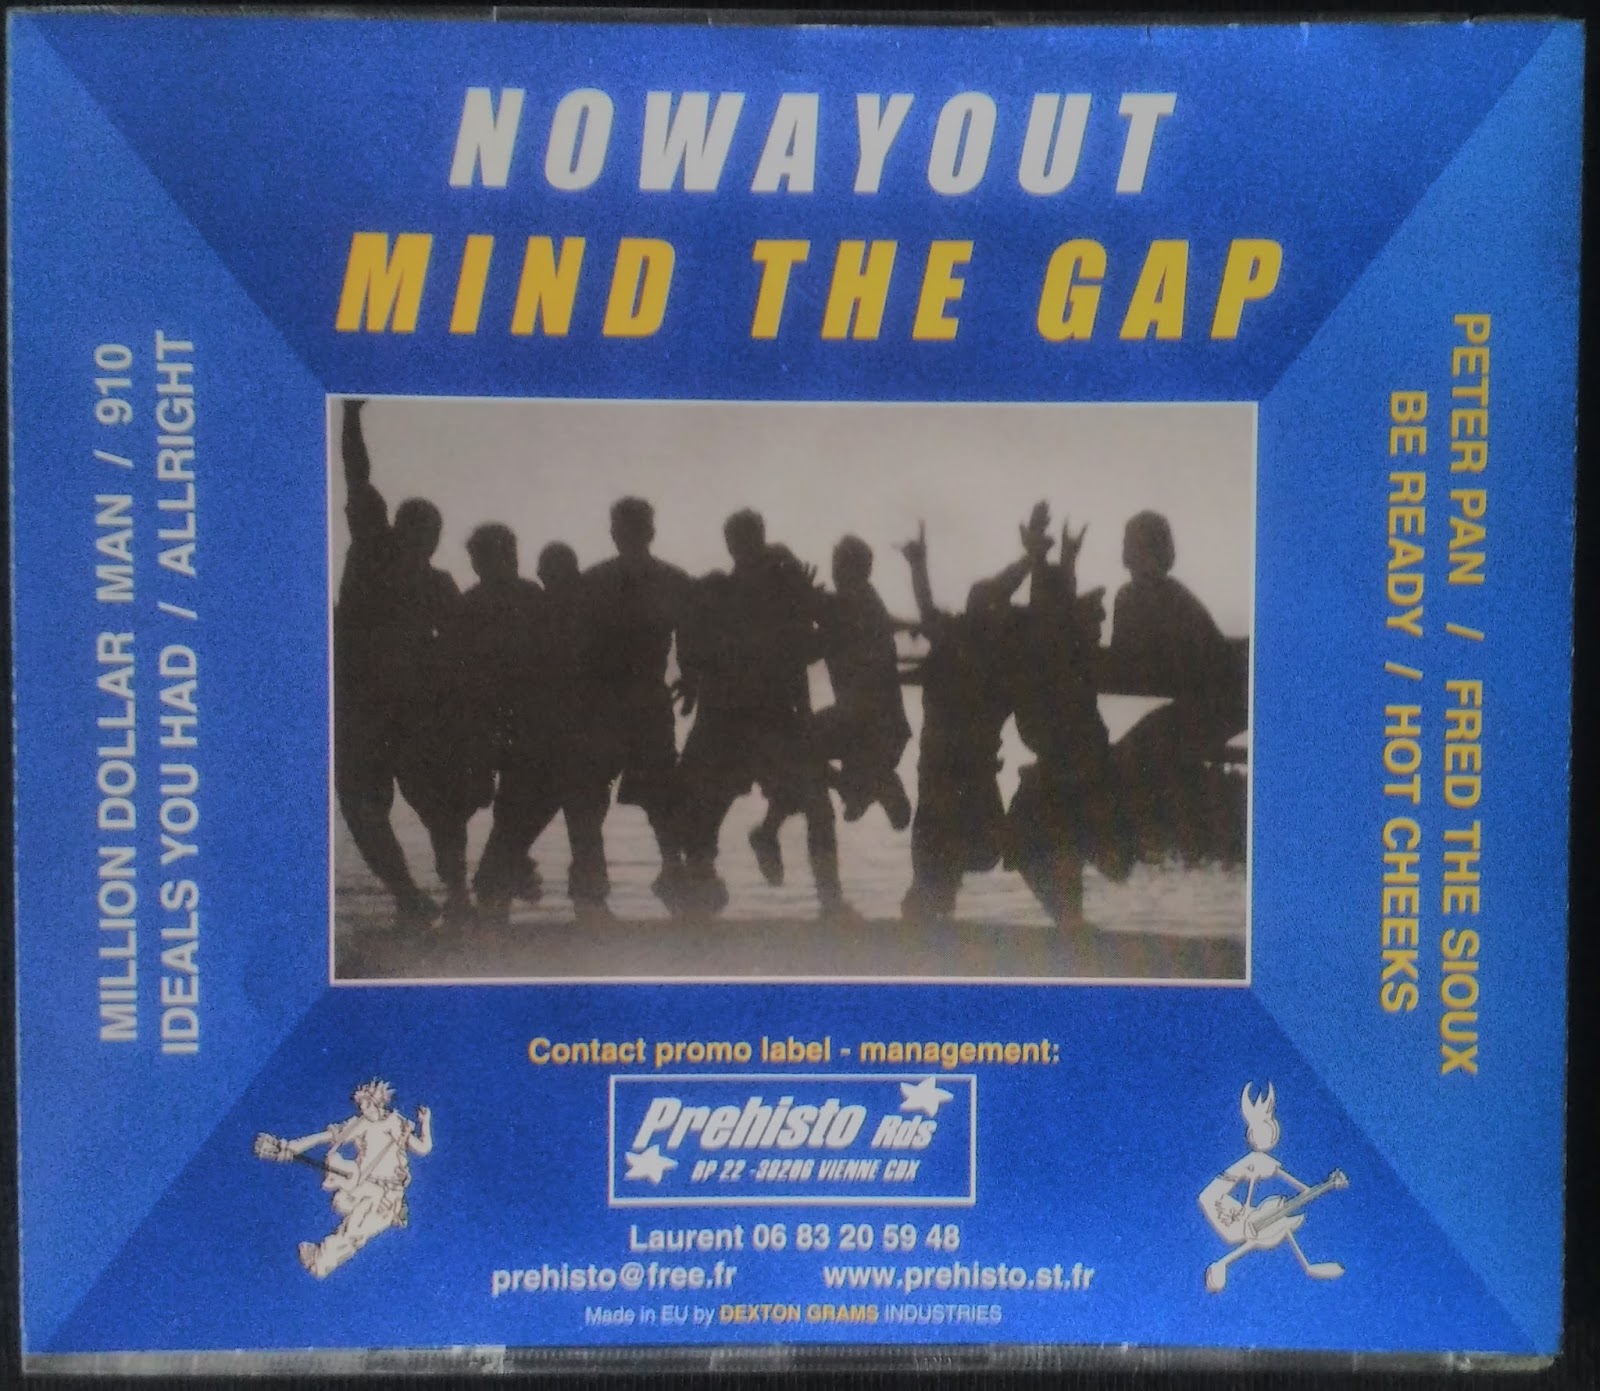 NOWAYOUT
MIND THE GAP
MILLION DOLLAR MAN / 910
IDEALS YOU HAD / ALLRIGHT
PETER PAN / FRED THE SIOUX
BE READY / HOT CHEEKS
Contact promo label - management:
Prehisto Rds
BP 22 - 38206 VIENNE CDX
Laurent 06 83 20 59 48
prehisto@free.fr www.prehisto.st.fr
Made in EU by DEXTON GRAMS INDUSTRIES